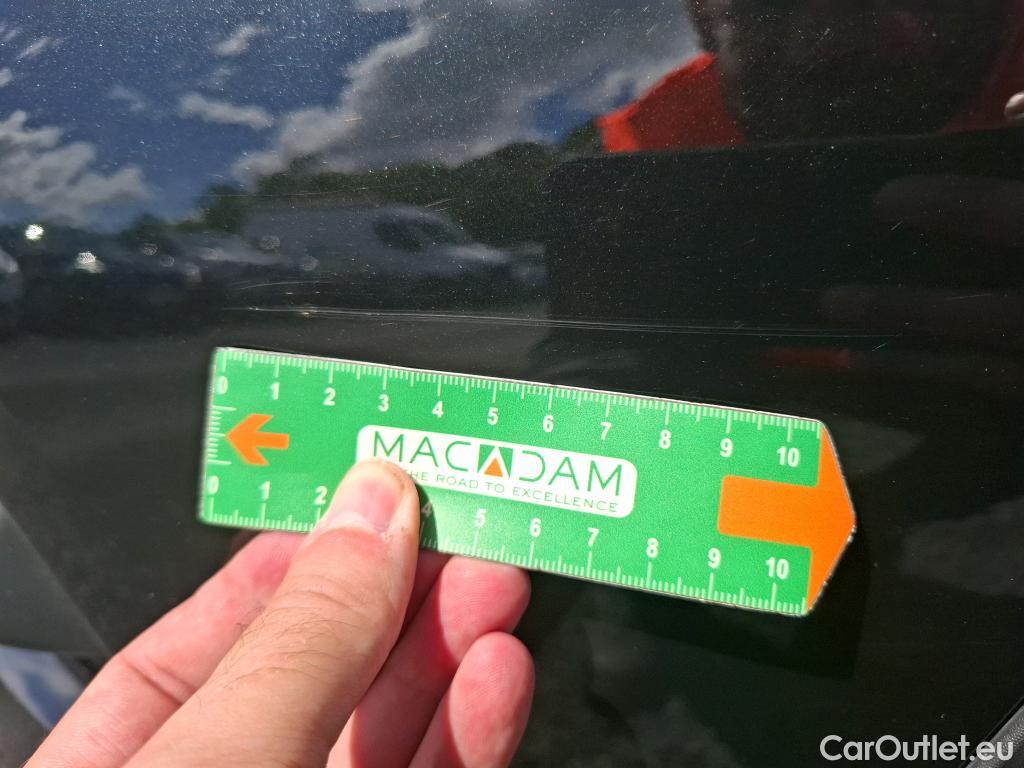 0 1 2 3 4 5 6 7 8 9 10
MACADAM
THE ROAD TO EXCELLENCE
0 1 2 4 5 6 7 8 9 10
CarOutlet.eu